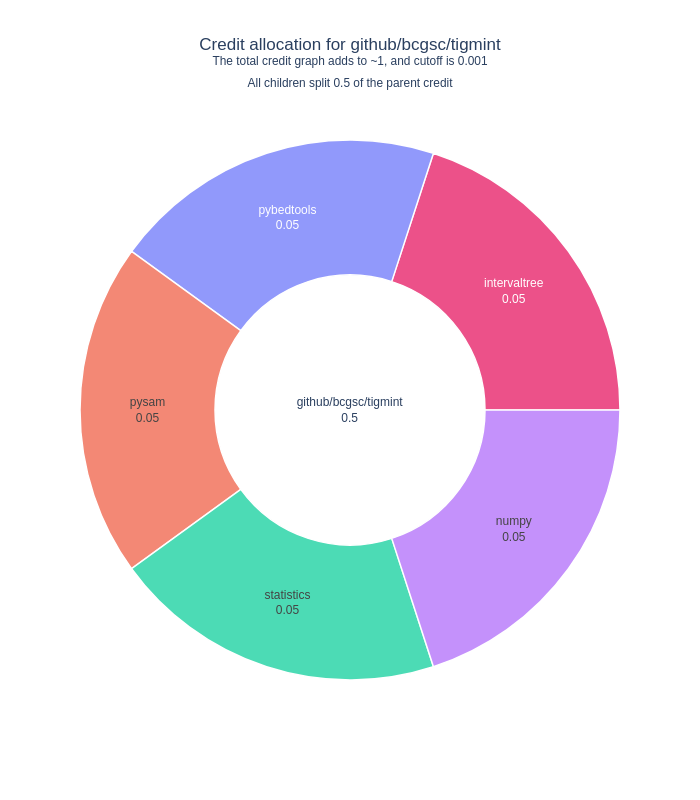 Credit allocation for github/bcgsc/tigmint
The total credit graph adds to ~1, and cutoff is 0.001
All children split 0.5 of the parent credit
pybedtools
0.05
intervaltree
0.05
pysam
0.05
github/bcgsc/tigmint
0.5
numpy
0.05
statistics
0.05